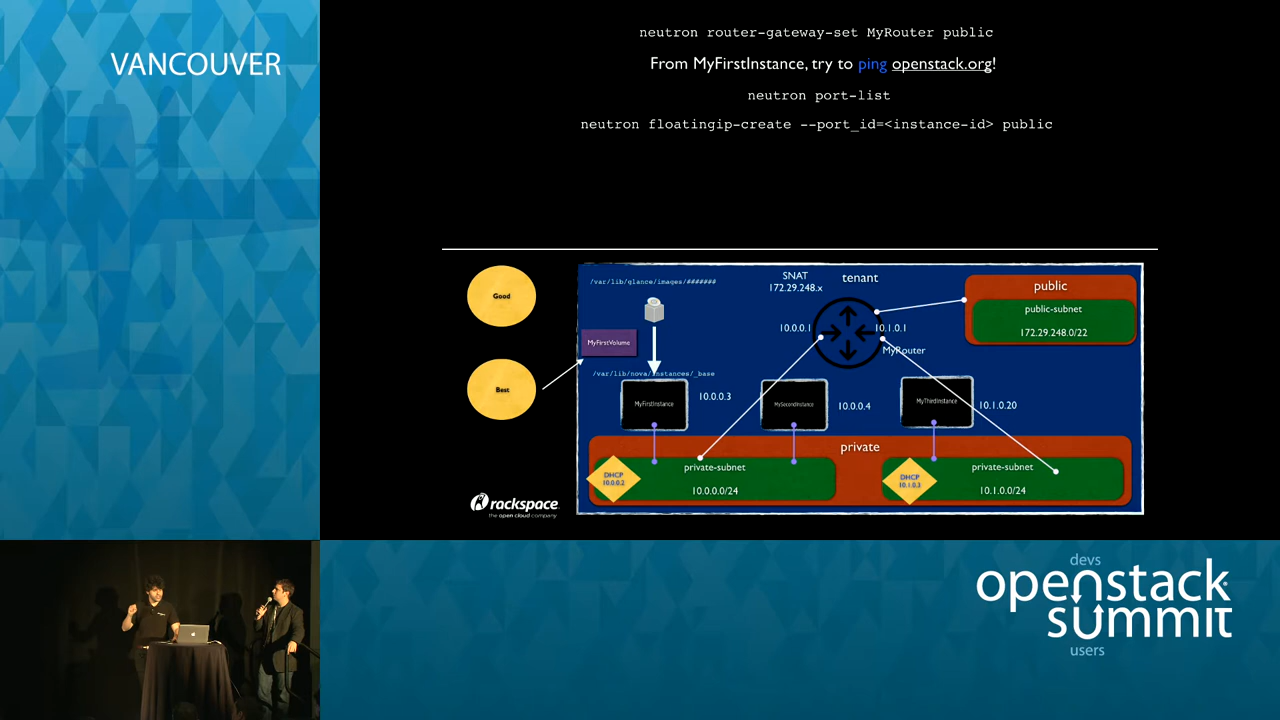 VANCOUVER
neutron router-gateway-set MyRouter public
From MyFirstInstance, try to ping openstack.org!
neutron port-list
neutron floatingip-create --port_id=<instance-id> public
Good
Best
/var/lib/glance/images/#######
MyFirstVolume
/var/lib/nova/instances/_base
SNAT
172.29.248.x
tenant
10.0.0.1
10.1.0.1
MyRouter
public
public-subnet
172.29.248.0/22
MyFirstInstance
10.0.0.3
MySecondInstance
10.0.0.4
MyThirdInstance
10.1.0.20
private
DHCP
10.0.0.2
private-subnet
10.0.0.0/24
DHCP
10.1.0.3
private-subnet
10.1.0.0/24
rackspace
the open cloud company
devs
openstack
summit
users